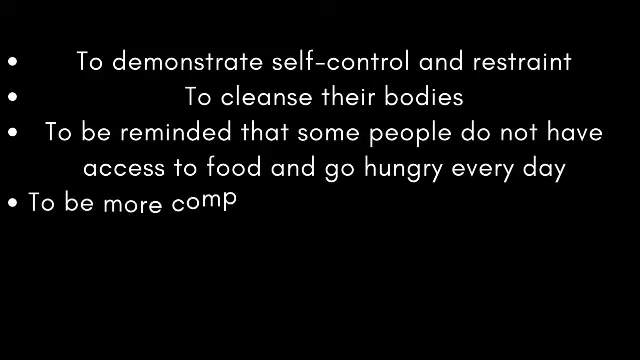 • To demonstrate self-control and restraint
• To cleanse their bodies
• To be reminded that some people do not have
access to food and go hungry every day
• To be more comp